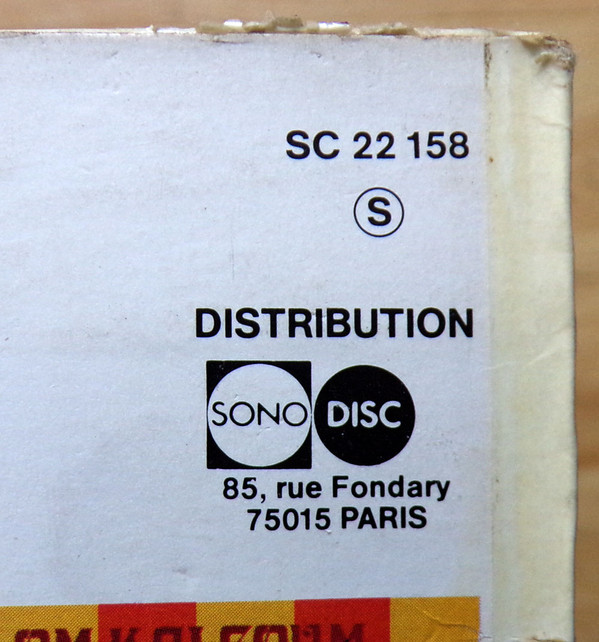 SC 22 158
S
DISTRIBUTION
SONO DISC
85, rue Fondary
75015 PARIS